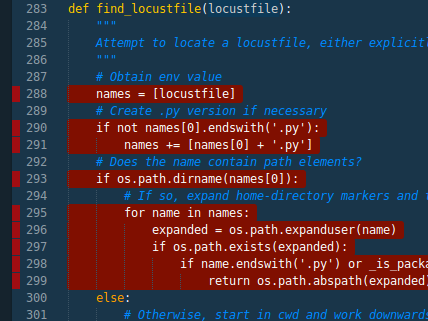 283 def find_locustfile(locustfile):
284 """
285 Attempt to locate a locustfile, either explicitl
286 """
287 # Obtain env value
288 names = [locustfile]
289 # Create .py version if necessary
290 if not names[0].endswith('.py'):
291 names += [names[0] + '.py']
292 # Does the name contain path elements?
293 if os.path.dirname(names[0]):
294 # If so, expand home-directory markers and t
295 for name in names:
296 expanded = os.path.expanduser(name)
297 if os.path.exists(expanded):
298 if name.endswith('.py') or _is_packa
299 return os.path.abspath(expanded)
300 else:
301 # Otherwise, start in cwd and work downwards